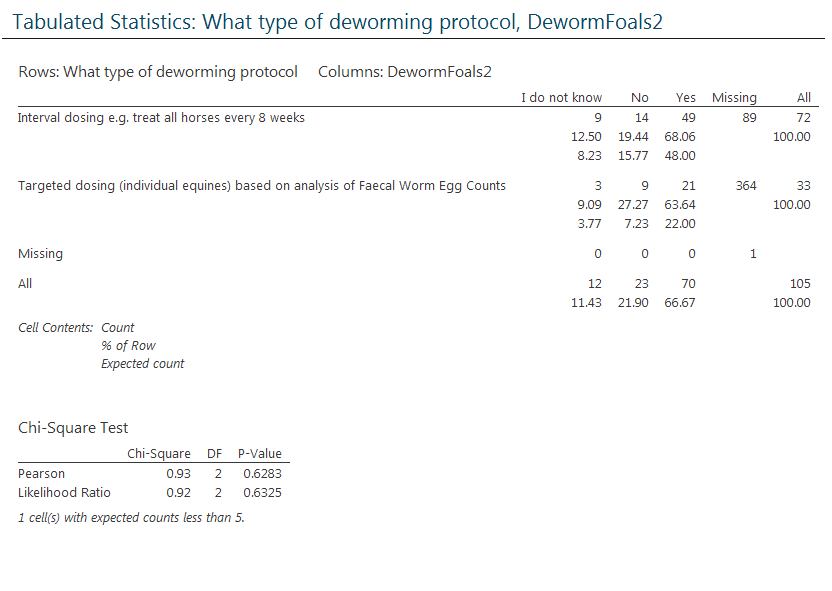 Tabulated Statistics: What type of deworming protocol, DewormFoals2
Rows: What type of deworming protocol Columns: DewormFoals2
I do not know No Yes Missing All
Interval dosing e.g. treat all horses every 8 weeks 9 14 49 89 72
12.50 19.44 68.06 100.00
8.23 15.77 48.00
Targeted dosing (individual equines) based on analysis of Faecal Worm Egg Counts 3 9 21 364 33
9.09 27.27 63.64 100.00
3.77 7.23 22.00
Missing 0 0 0 1
All 12 23 70 105
11.43 21.90 66.67 100.00
Cell Contents: Count
% of Row
Expected count
Chi-Square Test
Chi-Square DF P-Value
Pearson 0.93 2 0.6283
Likelihood Ratio 0.92 2 0.6325
1 cell(s) with expected counts less than 5.